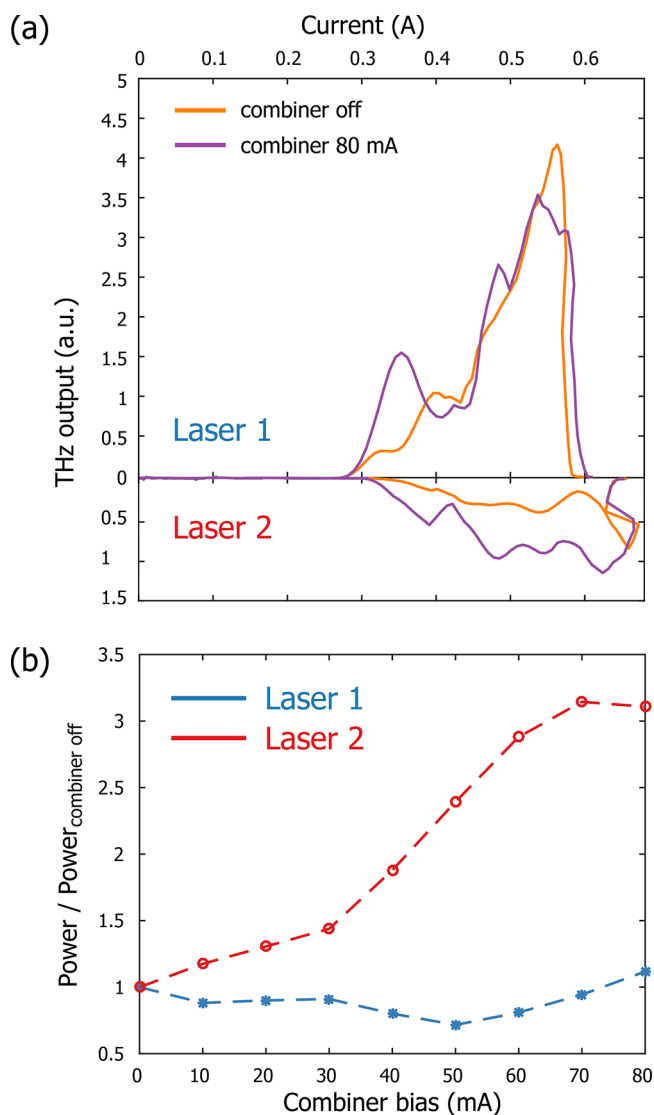 (a)
Current (A)
0 0.1 0.2 0.3 0.4 0.5 0.6
5
4.5
4
3.5
3
2.5
2
1.5
1
0.5
0
0.5
1
1.5
THz output (a.u.)
combiner off
combiner 80 mA
Laser 1
Laser 2
(b)
3.5
3
2.5
2
1.5
1
0.5
Power / Power combiner off
Laser 1
Laser 2
0 10 20 30 40 50 60 70 80
Combiner bias (mA)